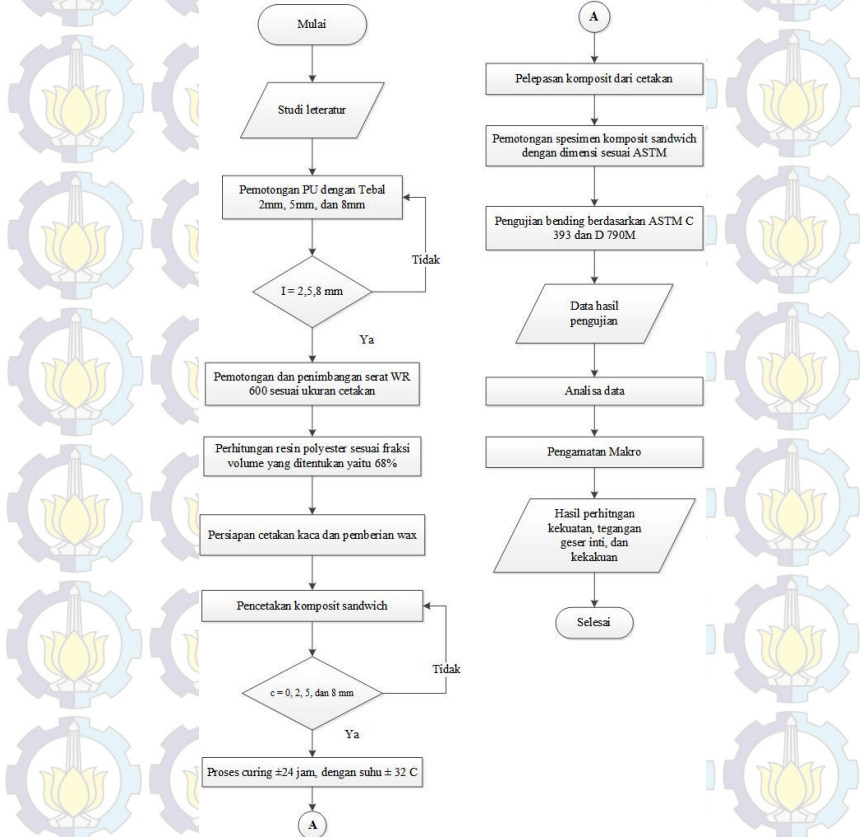 Mulai
Studi leteratur
Pemotongan PU dengan Tebal
2mm, 5mm, dan 8mm
Tidak
I = 2,5,8 mm
Ya
Pemotongan dan penimbangan serat WR
600 sesuai ukuran cetakan
Perhitungan resin polyester sesuai fraksi
volume yang ditentukan yaitu 68%
Persiapan cetakan kaca dan pemberian wax
Pencetakan komposit sandwich
Tidak
c = 0, 2, 5, dan 8 mm
Ya
Proses curing ±24 jam, dengan suhu ± 32 C
A
A
Pelepasan komposit dari cetakan
Pemotongan spesimen komposit sandwich
dengan dimensi sesuai ASTM
Pengujian bending berdasarkan ASTM C
393 dan D 790M
Data hasil
pengujian
Analisa data
Pengamatan Makro
Hasil perhitngan
kekuatan, tegangan
geser inti, dan
kekakuan
Selesai